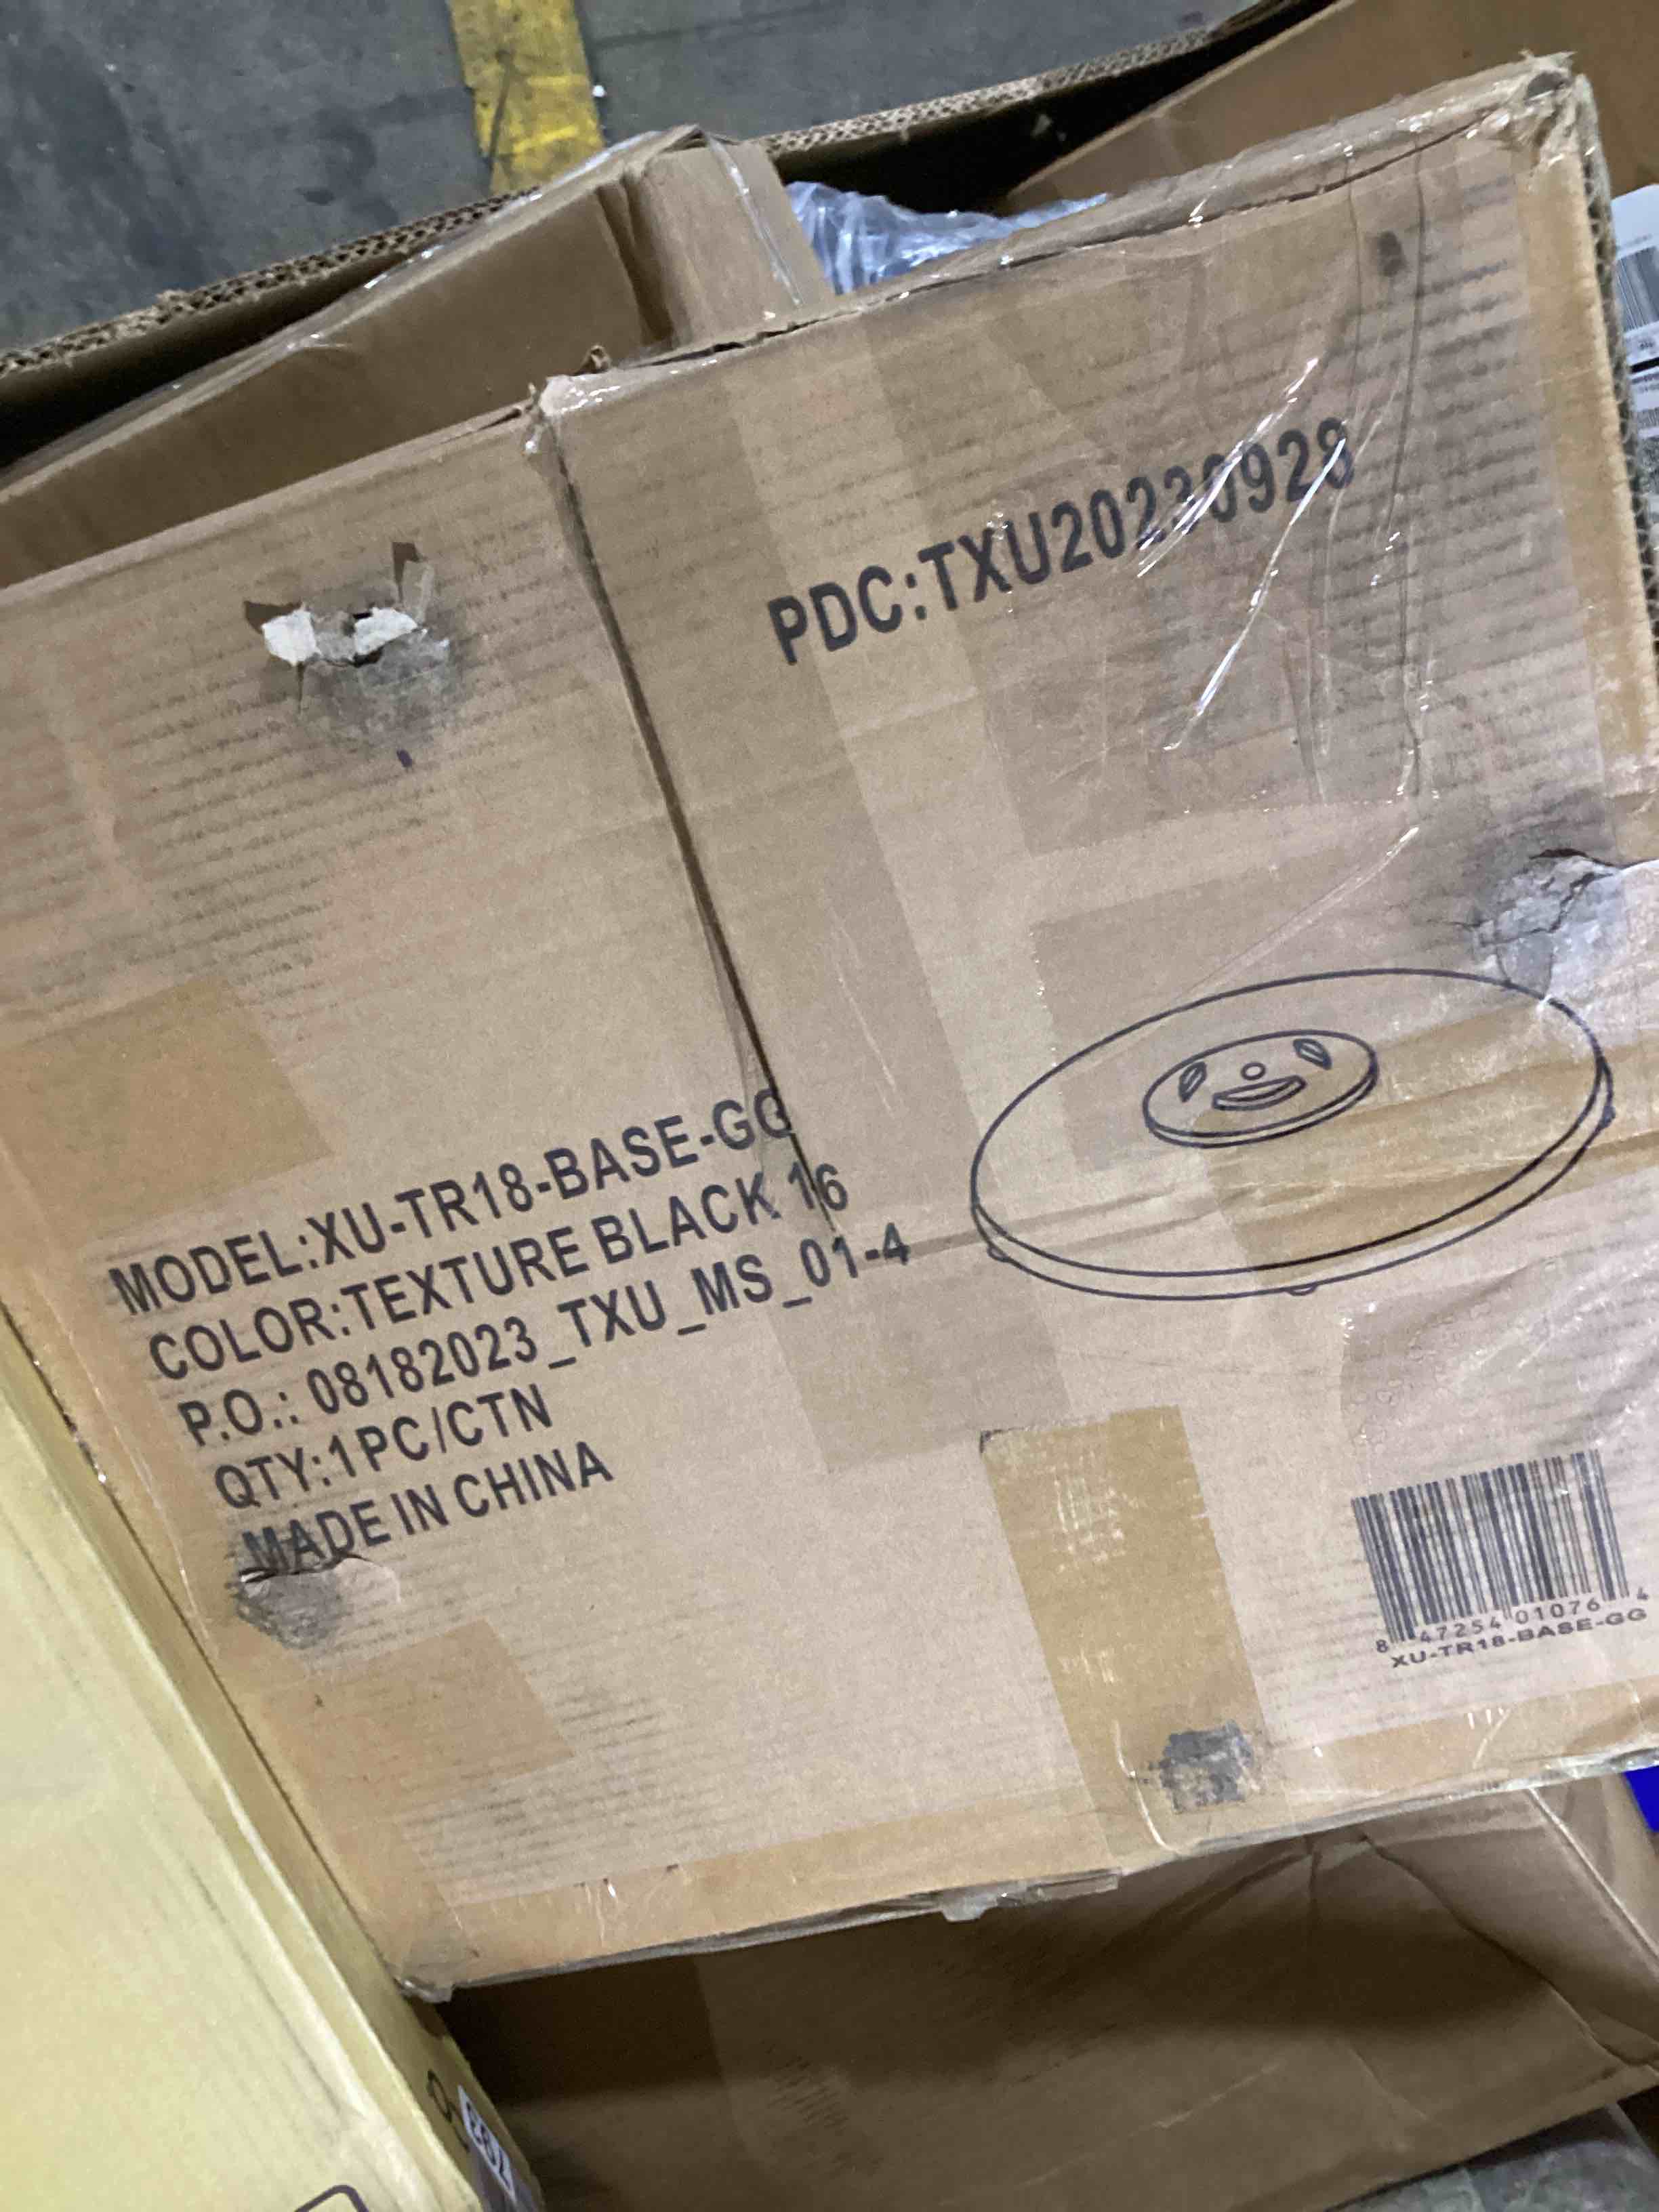 PDC:TXU20230928
MODEL:XU-TR18-BASE-GG
COLOR:TEXTURE BLACK 16
P.O.: 08182023_TXU_MS_01-4
QTY:1PC/CTN
MADE IN CHINA
8 47254 01076 4
XU-TR18-BASE-GG